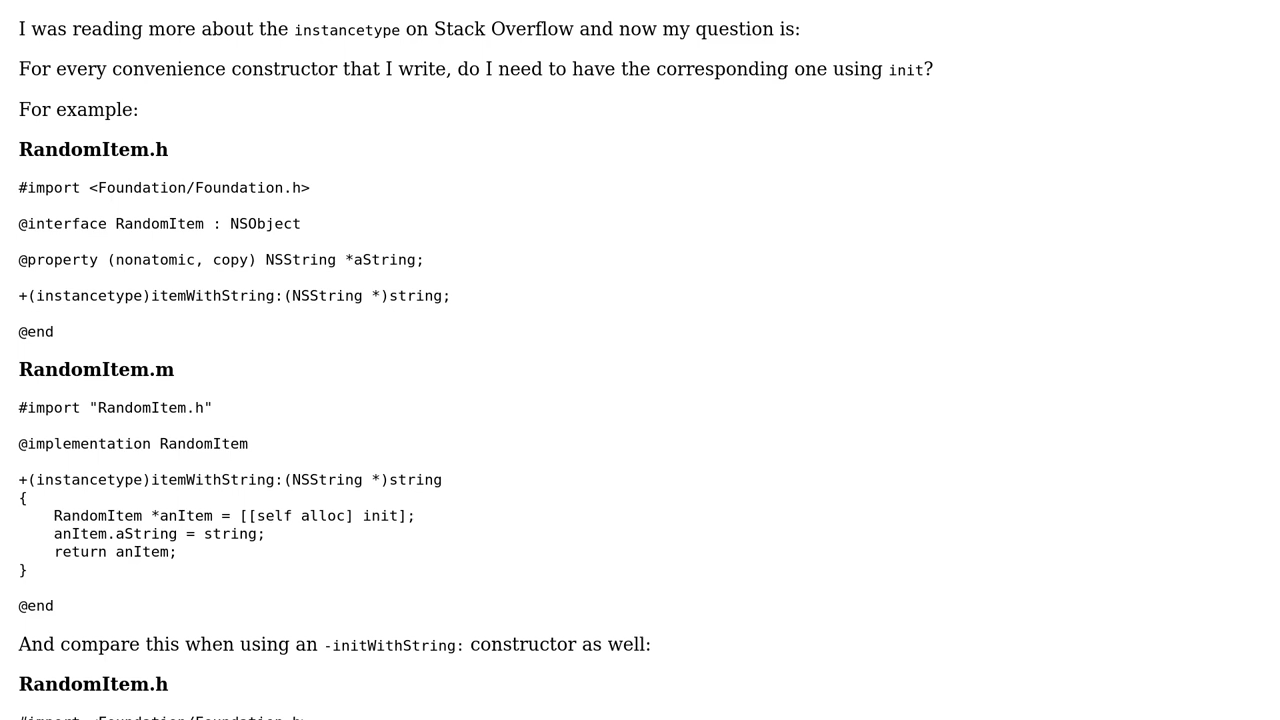 I was reading more about the instancetype on Stack Overflow and now my question is:
For every convenience constructor that I write, do I need to have the corresponding one using init?
For example:
RandomItem.h
#import <Foundation/Foundation.h>
@interface RandomItem : NSObject
@property (nonatomic, copy) NSString *aString;
+(instancetype)itemWithString:(NSString *)string;
@end
RandomItem.m
#import "RandomItem.h"
@implementation RandomItem
+(instancetype)itemWithString:(NSString *)string
{
    RandomItem *anItem = [[self alloc] init];
    anItem.aString = string;
    return anItem;
}
@end
And compare this when using an -initWithString: constructor as well:
RandomItem.h
#import <Foundation/Foundation.h>